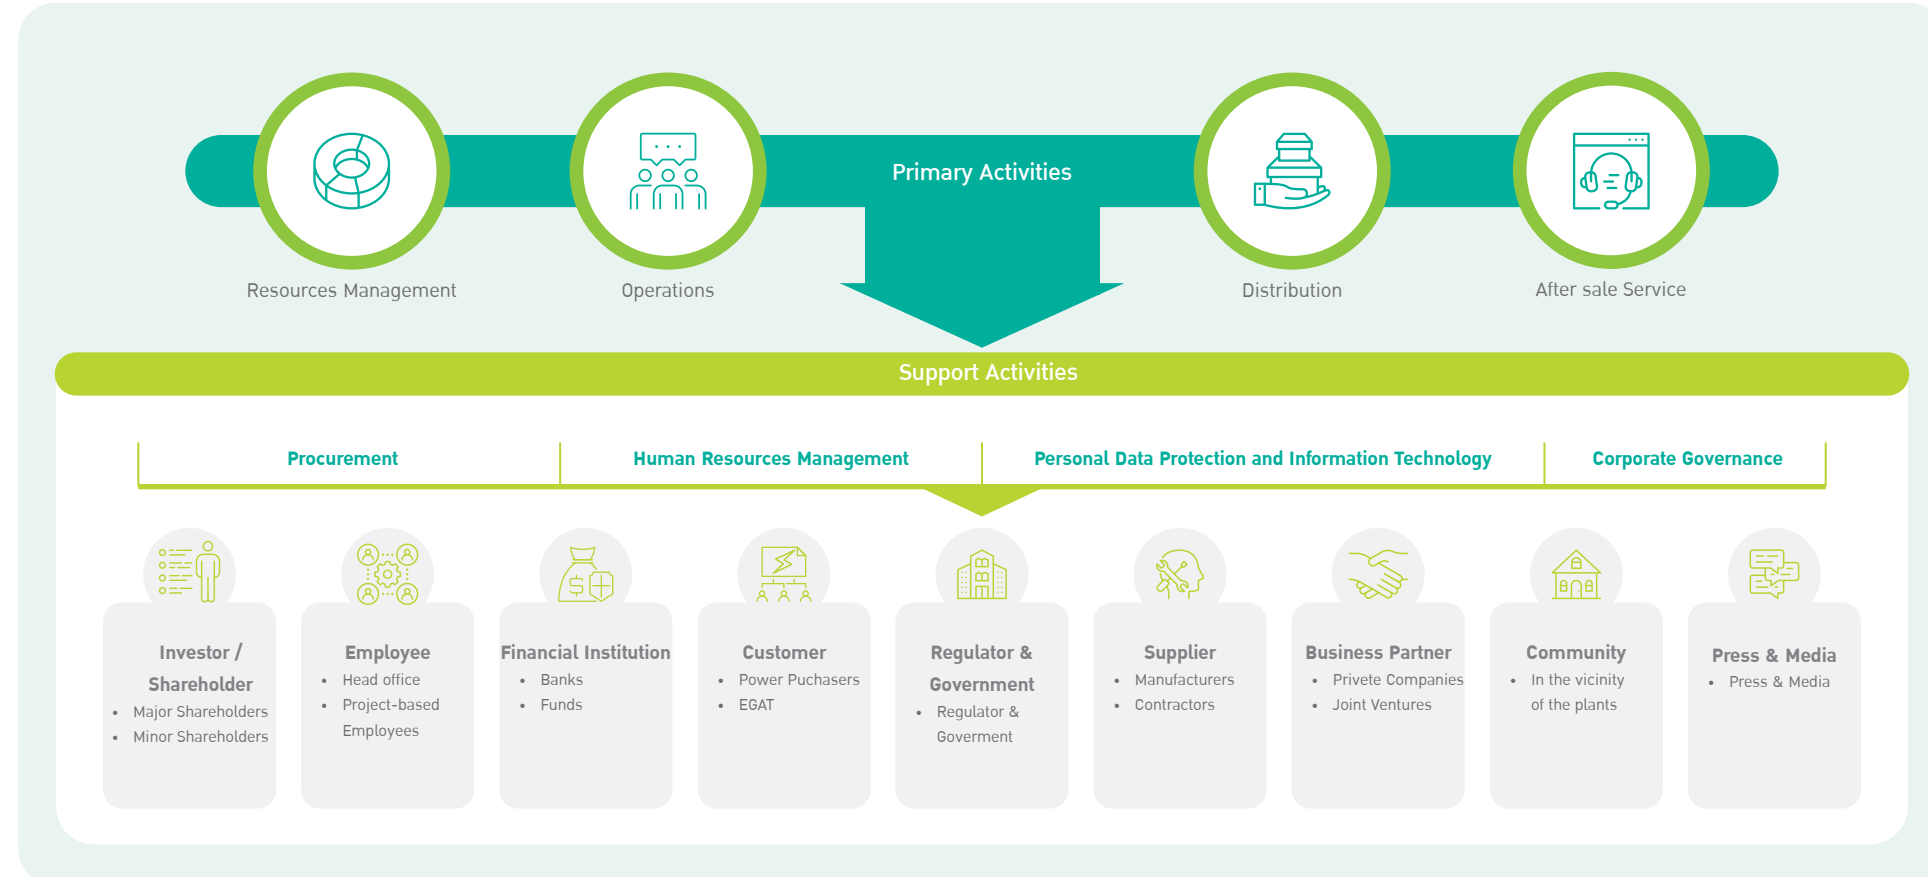 Primary Activities
Resources Management
Operations
Distribution
After sale Service
Support Activities
Procurement
Human Resources Management
Personal Data Protection and Information Technology
Corporate Governance
Investor /
Shareholder
• Major Shareholders
• Minor Shareholders
Employee
• Head office
• Project-based
Employees
Financial Institution
• Banks
• Funds
Customer
• Power Puchasers
• EGAT
Regulator &
Government
• Regulator &
Goverment
Supplier
• Manufacturers
• Contractors
Business Partner
• Privete Companies
• Joint Ventures
Community
• In the vicinity
of the plants
Press & Media
• Press & Media